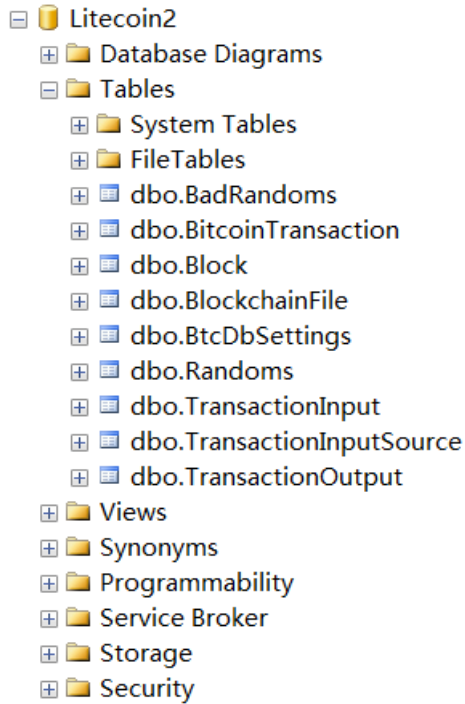 Litecoin2
Database Diagrams
Tables
System Tables
FileTables
dbo.BadRandoms
dbo.BitcoinTransaction
dbo.Block
dbo.BlockchainFile
dbo.BtcDbSettings
dbo.Randoms
dbo.TransactionInput
dbo.TransactionInputSource
dbo.TransactionOutput
Views
Synonyms
Programmability
Service Broker
Storage
Security